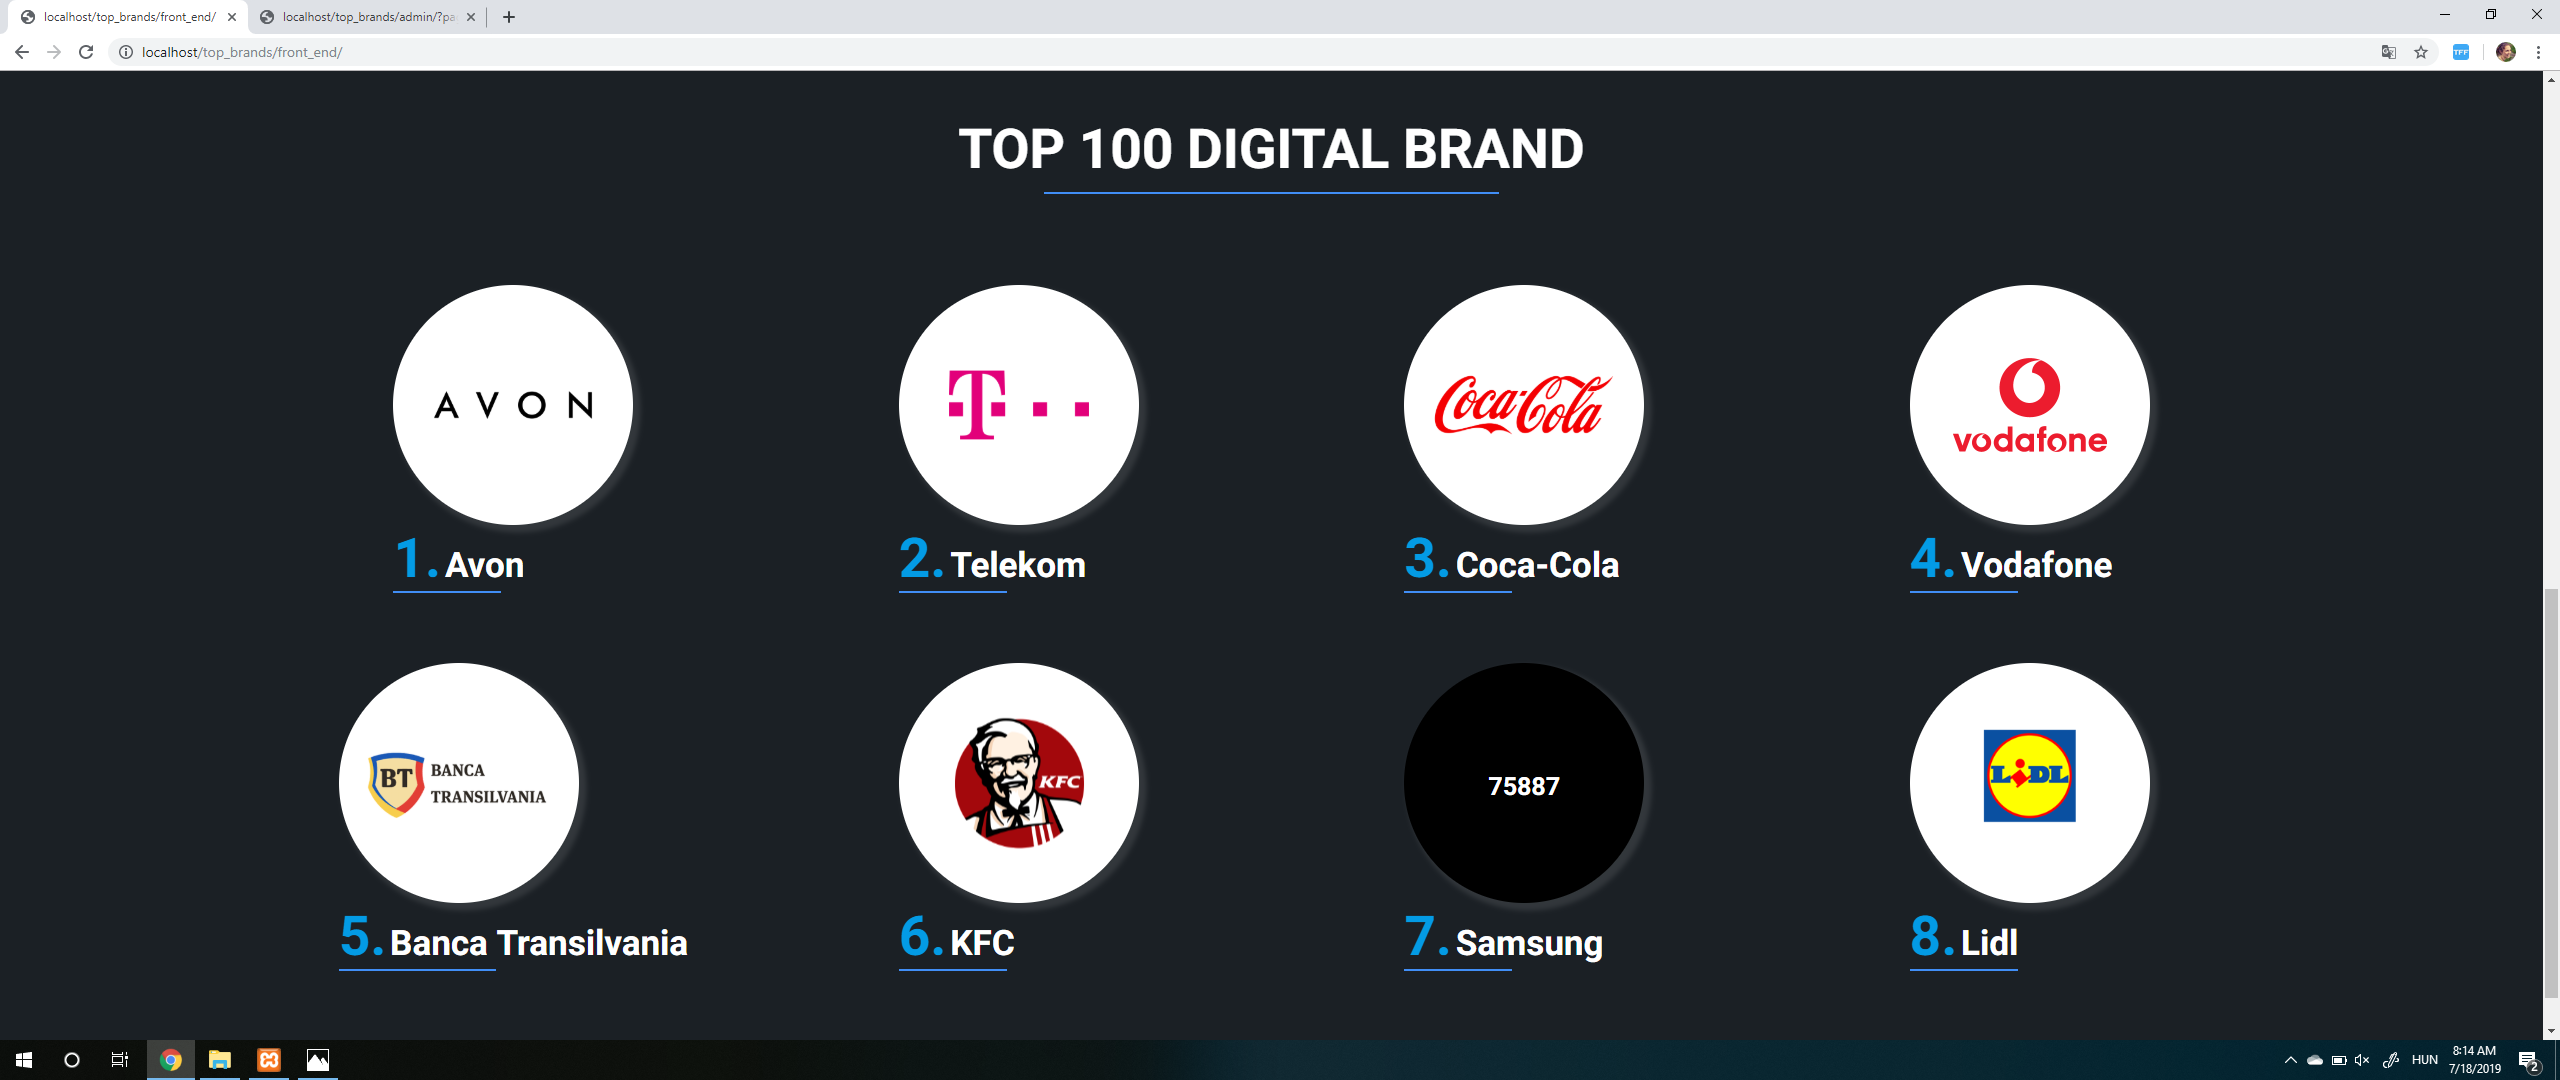 localhost/top_brands/front_end/
localhost/top_brands/admin/?pa
localhost/top_brands/front_end/
TFF
TOP 100 DIGITAL BRAND
AVON
T
Coca-Cola
vodafone
1. Avon
2. Telekom
3. Coca-Cola
4. Vodafone
BT BANCA
TRANSILVANIA
KFC
75887
LIDL
5. Banca Transilvania
6. KFC
7. Samsung
8. Lidl
HUN
8:14 AM
7/18/2019
2